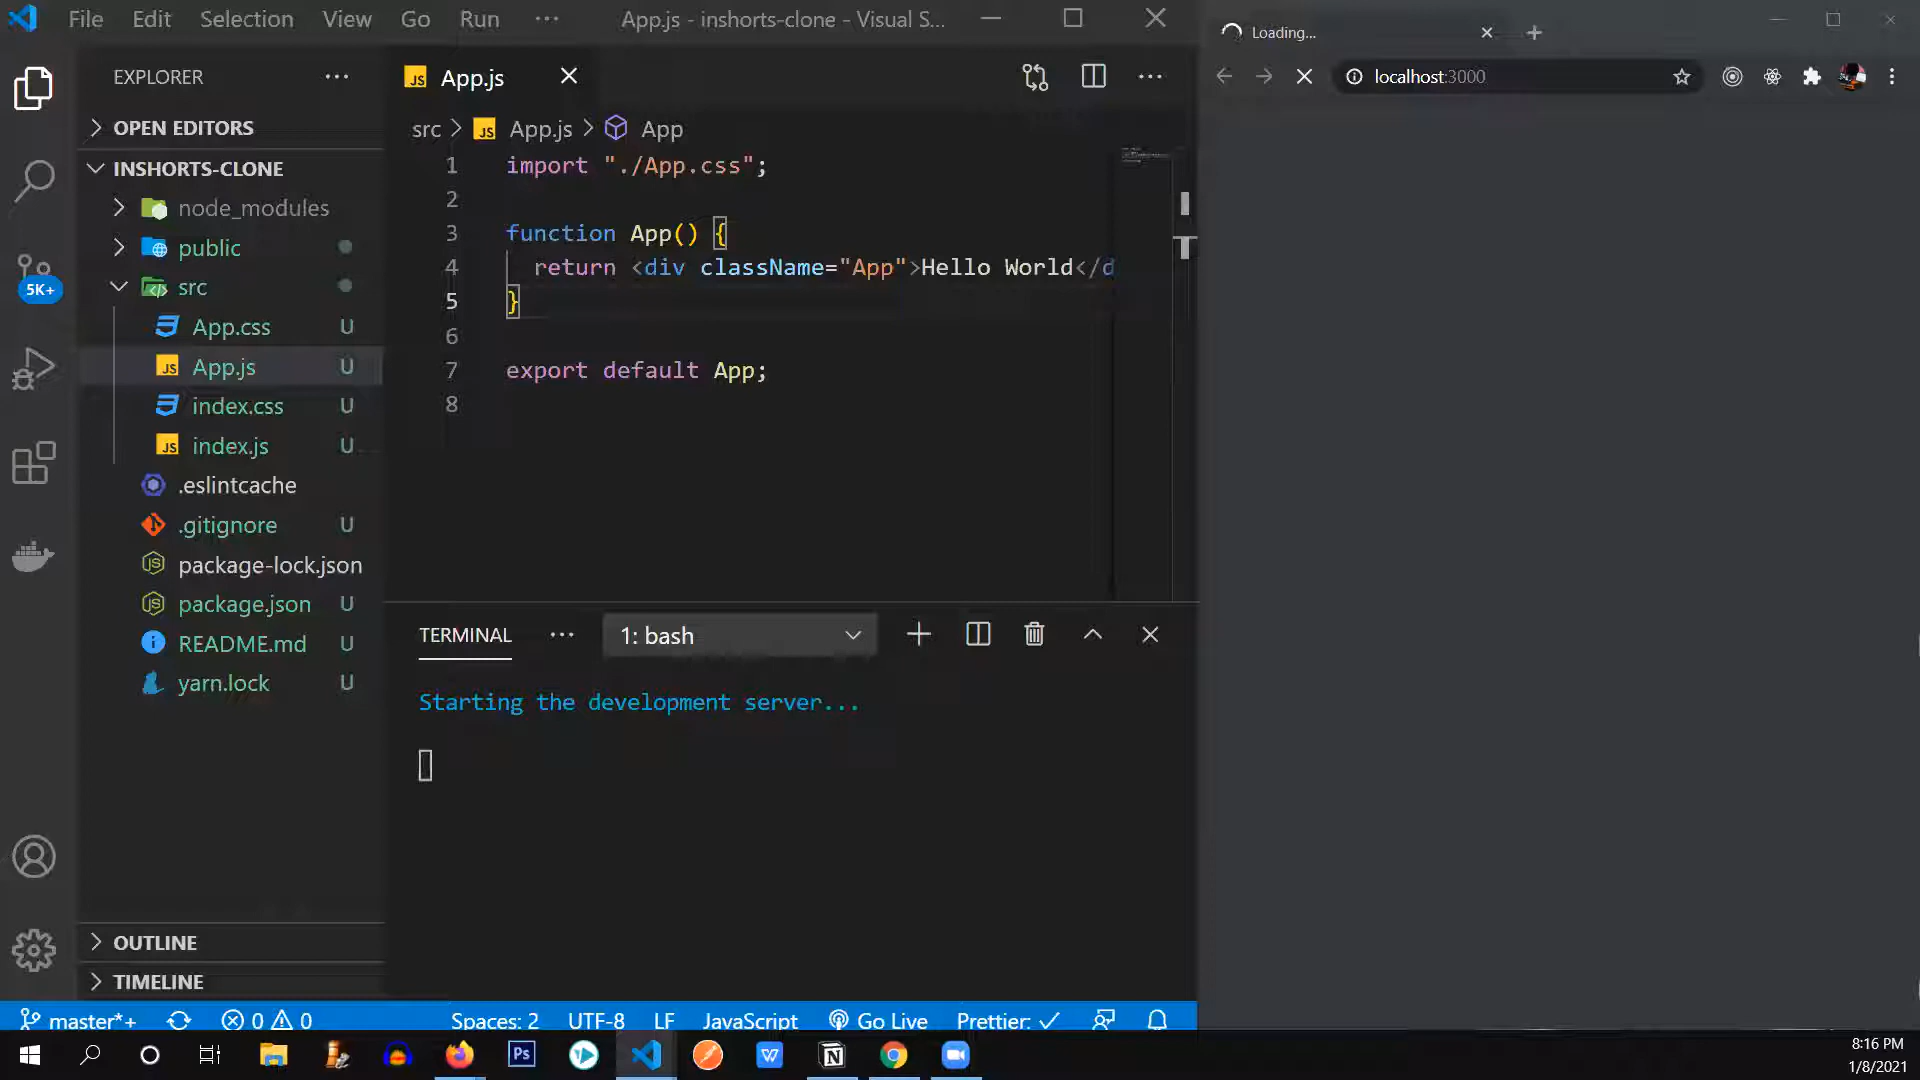 File Edit Selection View Go Run ··· App.js - inshorts-clone - Visual S...
EXPLORER ···
OPEN EDITORS
INSHORTS-CLONE
node_modules
public
src
App.css U
App.js U
index.css U
index.js U
.eslintcache
.gitignore U
package-lock.json
package.json U
README.md U
yarn.lock U
OUTLINE
TIMELINE
5K+
JS App.js
src > JS App.js > App
1 import "./App.css";
2
3 function App() {
4 return <div className="App">Hello World</d
5 }
6
7 export default App;
8
TERMINAL ··· 1: bash
Starting the development server...
master*+ 0 0 Spaces: 2 UTF-8 LF JavaScript Go Live Prettier: ✓
Loading...
localhost:3000
Ps
W
N
8:16 PM
1/8/2021